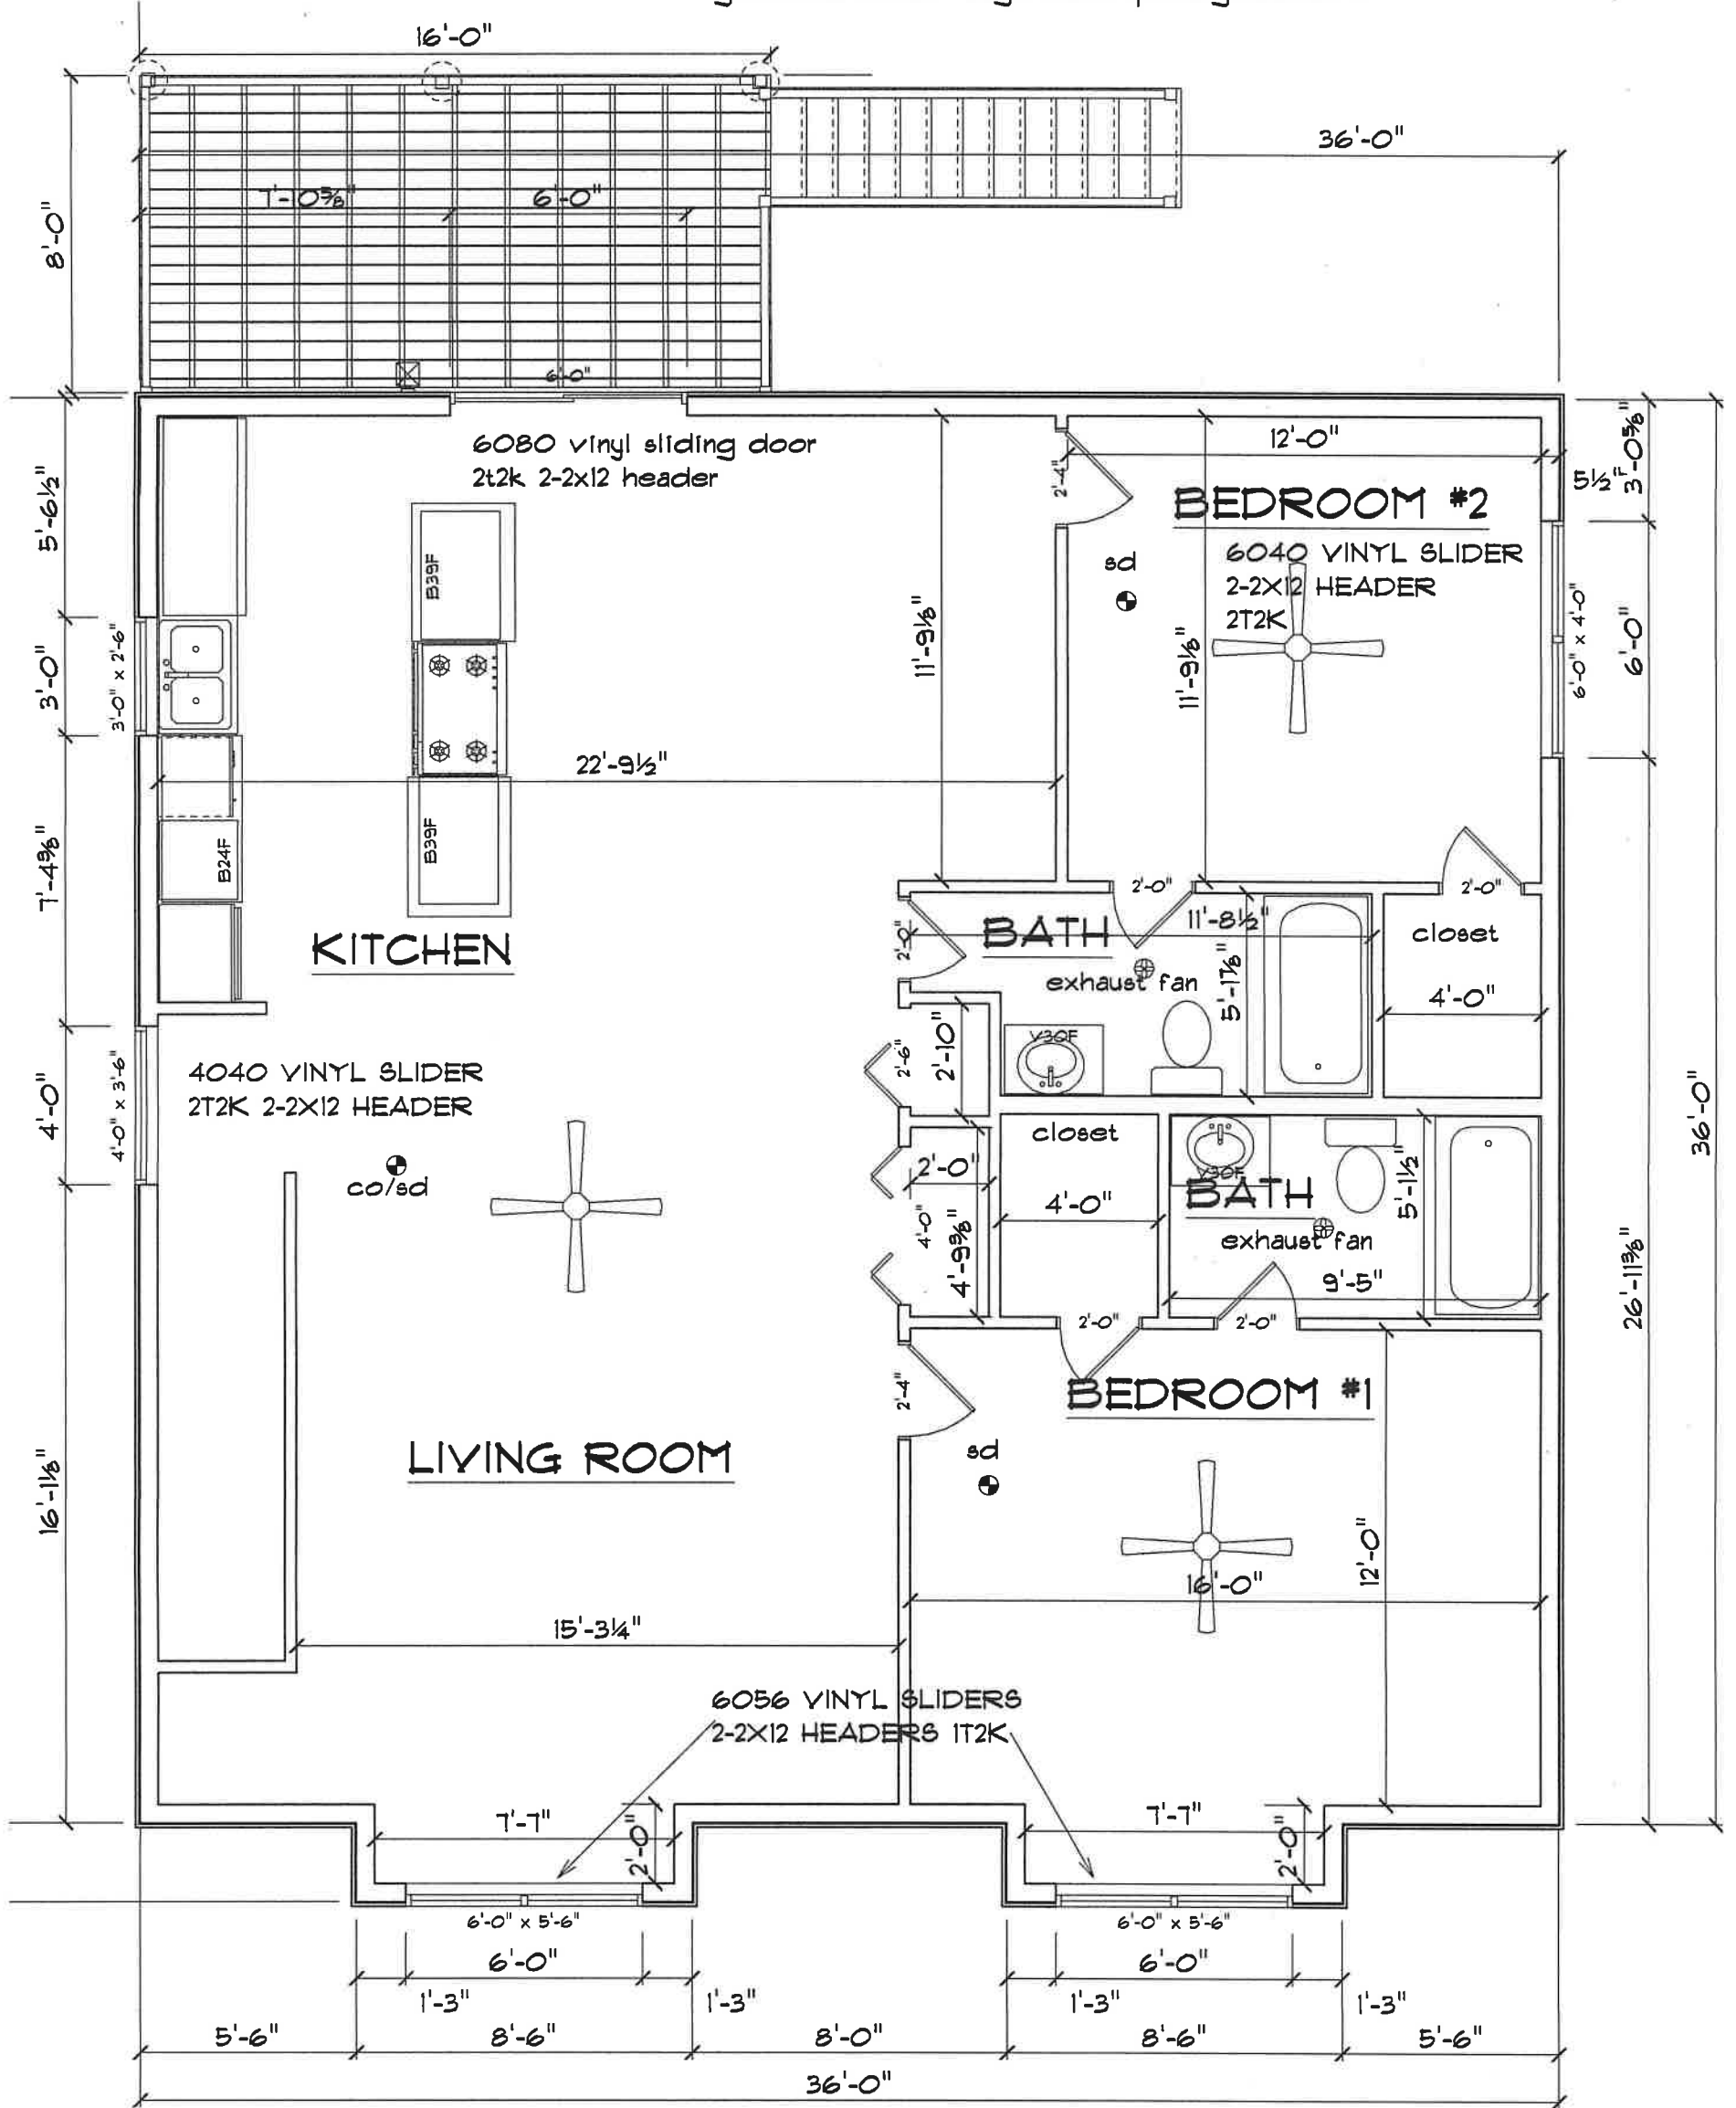 16'-0"
36'-0"
8'-0"
7'-10⅝"
6'-0"
6'-0"
6080 vinyl sliding door
2t2k 2-2x12 header
12'-0"
5½"
3'-0⅝"
2'-4"
BEDROOM #2
6040 VINYL SLIDER
2-2X12 HEADER
2T2K
sd
5'-6½"
B39F
11'-9⅛"
11'-9⅛"
6'-0" x 4'-0"
6'-0"
3'-0"
3'-0" x 2'-6"
22'-9½"
7'-4⅜"
B24F
B39F
2'-0"
2'-0"
KITCHEN
2'-0"
BATH
11'-8½"
closet
exhaust fan
5'-1⅞"
4'-0"
V30F
2'-6"
2'-10"
4'-0"
4'-0" x 3'-6"
4040 VINYL SLIDER
2T2K 2-2X12 HEADER
closet
36'-0"
co/sd
2'-0"
4'-0"
V30F
BATH
5'-1½"
4'-0"
4'-9⅜"
exhaust fan
9'-5"
26'-11⅜"
2'-0"
2'-0"
2'-4"
BEDROOM #1
LIVING ROOM
sd
16'-1⅛"
12'-0"
16'-0"
15'-3¼"
6056 VINYL SLIDERS
2-2X12 HEADERS 1T2K
7'-7"
2'-0"
7'-7"
2'-0"
6'-0" x 5'-6"
6'-0" x 5'-6"
6'-0"
6'-0"
1'-3"
1'-3"
1'-3"
1'-3"
5'-6"
8'-6"
8'-0"
8'-6"
5'-6"
36'-0"